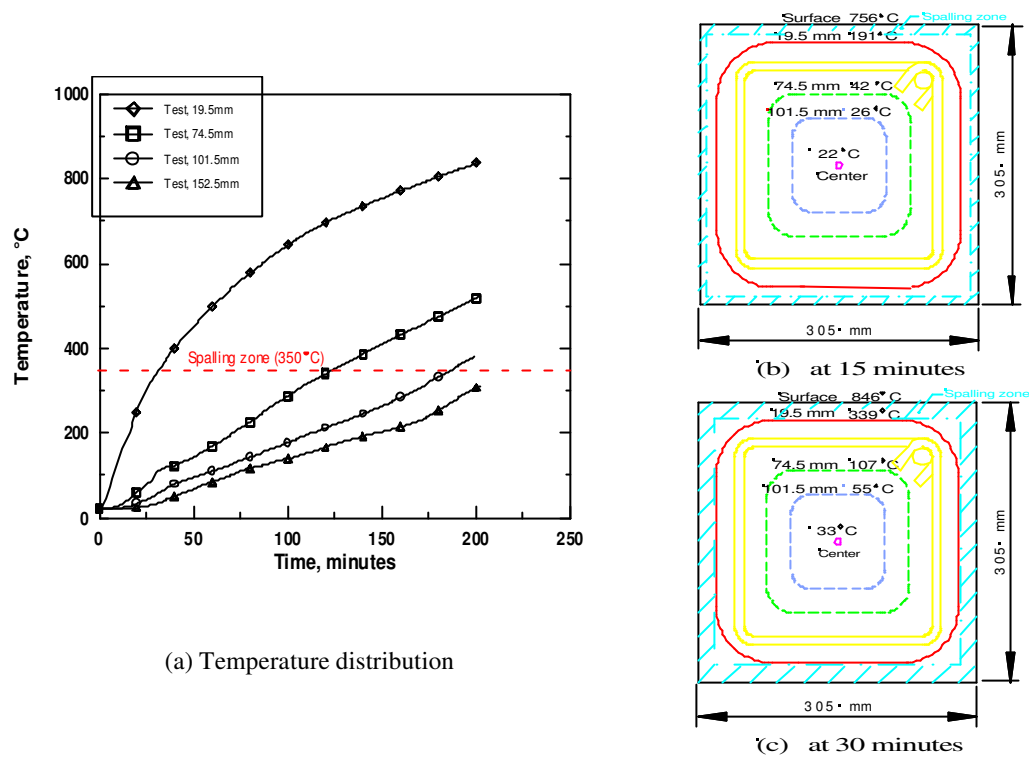 1000
800
600
400
200
0
Temperature, °C
Test, 19.5mm
Test, 74.5mm
Test, 101.5mm
Test, 152.5mm
Spalling zone (350°C)
0 50 100 150 200 250
Time, minutes
(a) Temperature distribution
Surface 756°C
Spalling zone
19.5 mm 191°C
74.5 mm 42°C
101.5 mm 26°C
22°C
Center
305 mm
305 mm
(b) at 15 minutes
Surface 846°C
Spalling zone
19.5 mm 339°C
74.5 mm 107°C
101.5 mm 55°C
33°C
Center
305 mm
305 mm
(c) at 30 minutes